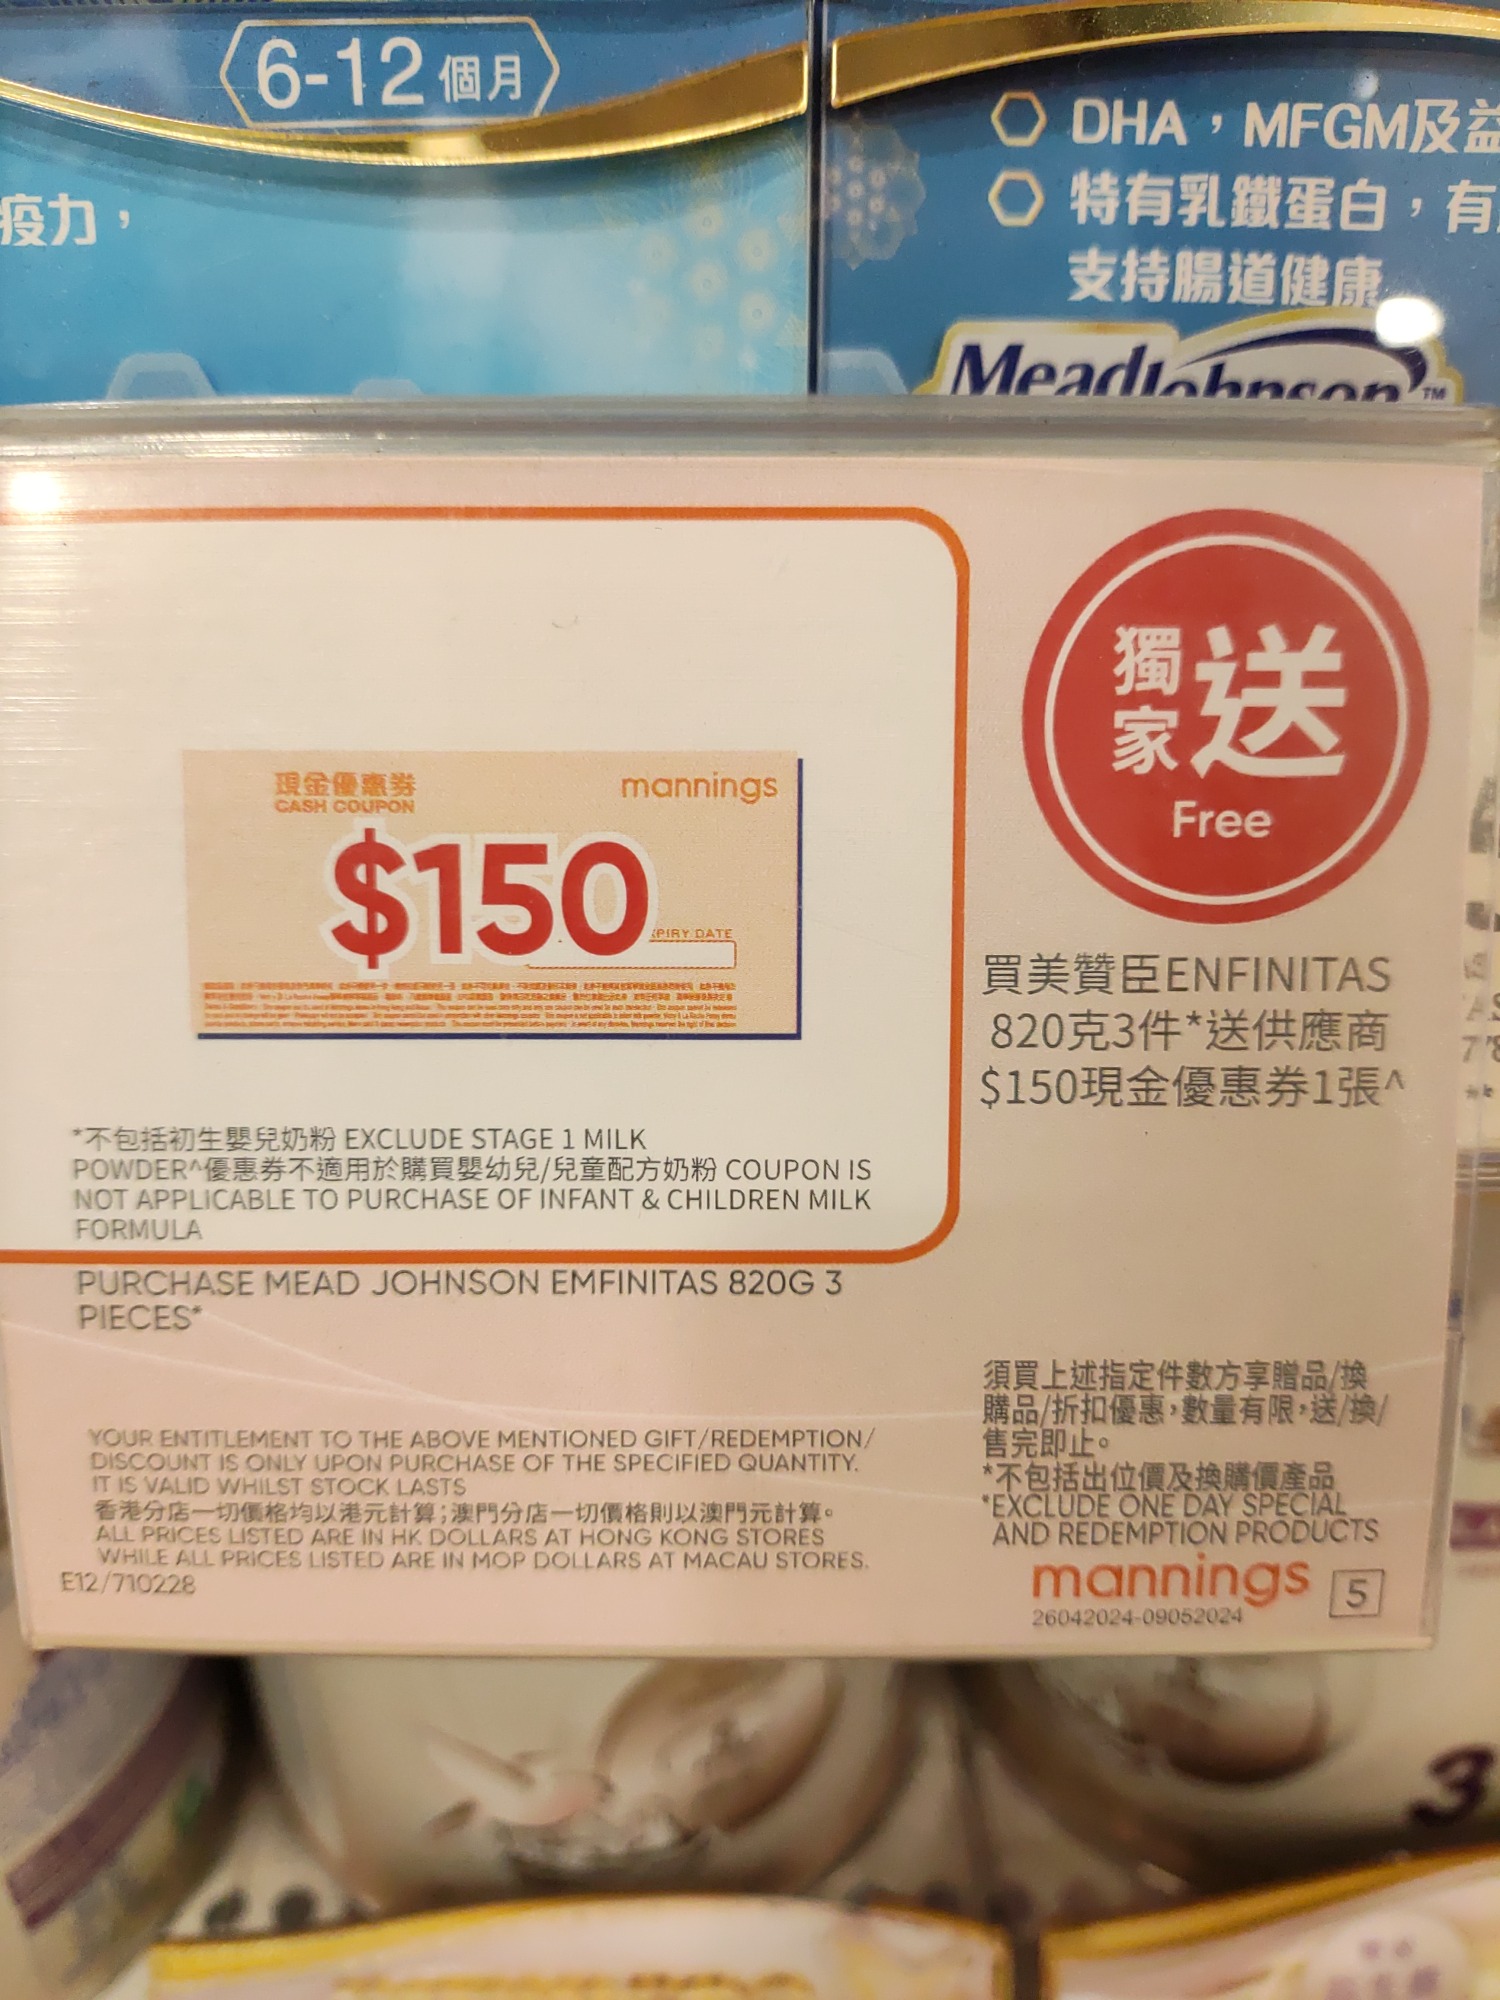 6-12個月
疫力，
DHA，MFGM及益
特有乳鐵蛋白，有
支持腸道健康
MeadJohnson™
獨家送
Free
現金優惠券
mannings
CASH COUPON
$150
PIRY DATE
買美贊臣ENFINITAS
820克3件*送供應商
$150現金優惠券1張^
*不包括初生嬰兒奶粉 EXCLUDE STAGE 1 MILK
POWDER^優惠券不適用於購買嬰幼兒/兒童配方奶粉 COUPON IS
NOT APPLICABLE TO PURCHASE OF INFANT & CHILDREN MILK
FORMULA
PURCHASE MEAD JOHNSON EMFINITAS 820G 3
PIECES*
須買上述指定件數方享贈品/換
購品/折扣優惠，數量有限，送/換/
售完即止。
*不包括出位價及換購價產品
*EXCLUDE ONE DAY SPECIAL
AND REDEMPTION PRODUCTS
YOUR ENTITLEMENT TO THE ABOVE MENTIONED GIFT/REDEMPTION/
DISCOUNT IS ONLY UPON PURCHASE OF THE SPECIFIED QUANTITY.
IT IS VALID WHILST STOCK LASTS
香港分店一切價格均以港元計算；澳門分店一切價格則以澳門元計算。
ALL PRICES LISTED ARE IN HK DOLLARS AT HONG KONG STORES
WHILE ALL PRICES LISTED ARE IN MOP DOLLARS AT MACAU STORES.
E12/710228
mannings 5
26042024-09052024
3